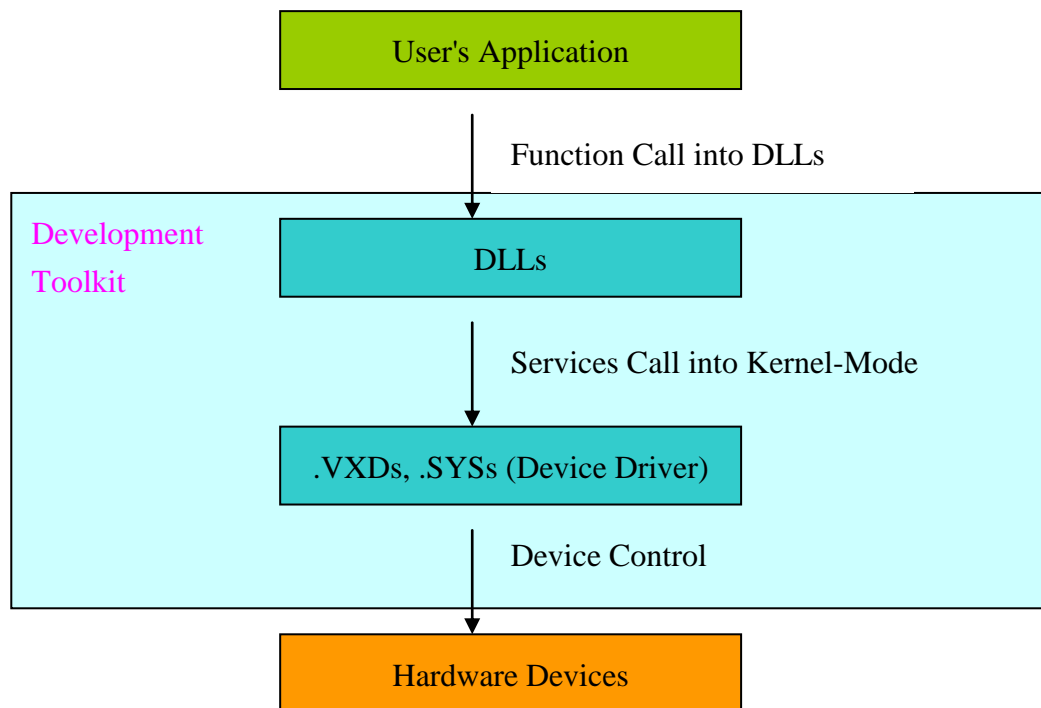 User's Application
Function Call into DLLs
Development
Toolkit
DLLs
Services Call into Kernel-Mode
.VXDs, .SYSs (Device Driver)
Device Control
Hardware Devices